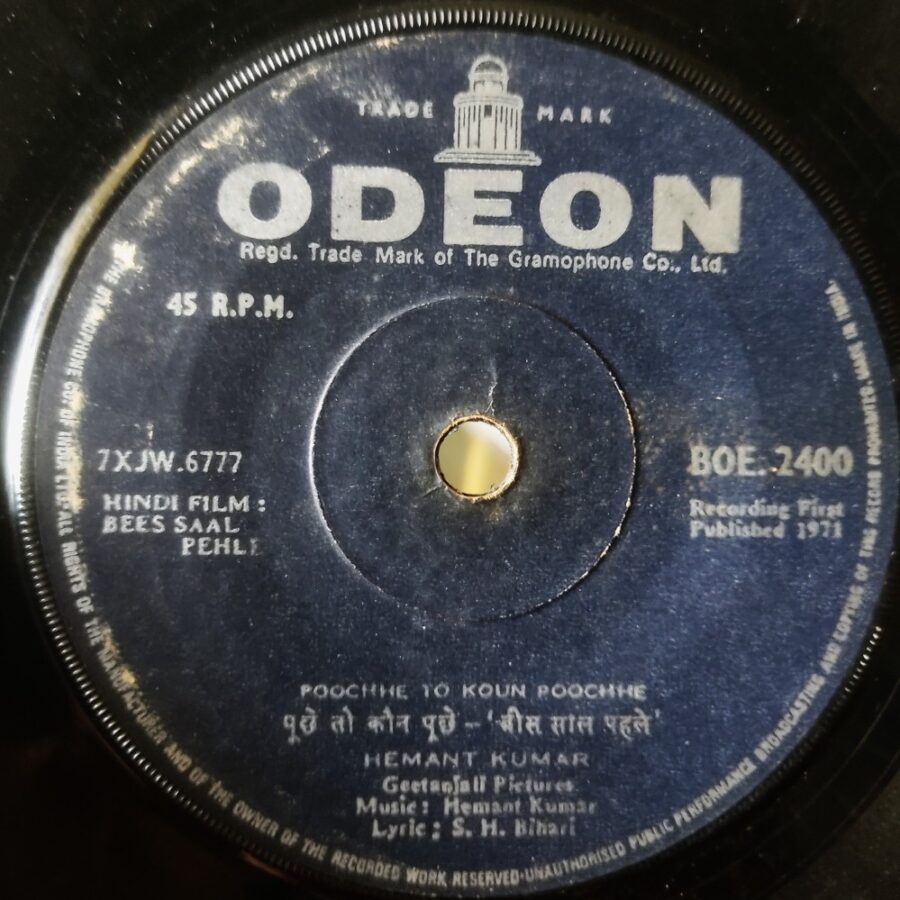 TRADE MARK
ODEON
Regd. Trade Mark of The Gramophone Co., Ltd.
45 R.P.M.
7XJW.6777
BOE. 2400
HINDI FILM :
BEES SAAL
PEHLE
Recording First
Published 1971
POOCHHE TO KOUN POOCHHE
पूछे तो कौन पूछे - 'बीस साल पहले'
HEMANT KUMAR
Geetanjali Pictures
Music : Hemant Kumar
Lyric : S. H. Bihari
THE GRAMOPHONE CO. OF INDIA LTD. ALL RIGHTS OF THE MANUFACTURER AND OF THE OWNER OF THE RECORDED WORK RESERVED·UNAUTHORISED PUBLIC PERFORMANCE BROADCASTING AND COPYING OF THIS RECORD PROHIBITED. MADE IN INDIA.